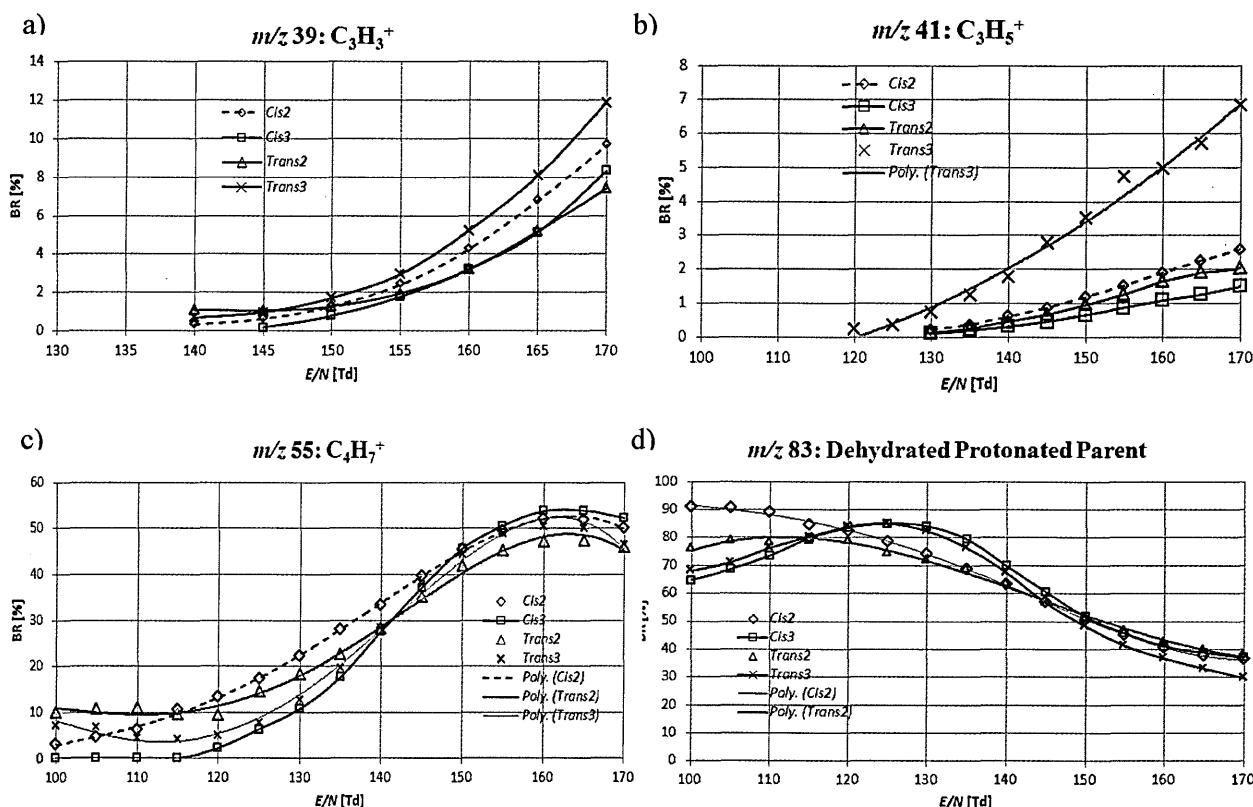 a)
m/z 39: C₃H₃⁺
BR [%]
14
12
10
8
6
4
2
0
Cis2
Cis3
Trans2
Trans3
130 135 140 145 150 155 160 165 170
E/N [Td]
b)
m/z 41: C₃H₅⁺
BR [%]
8
7
6
5
4
3
2
1
0
Cis2
Cis3
Trans2
Trans3
Poly. (Trans3)
100 110 120 130 140 150 160 170
E/N [Td]
c)
m/z 55: C₄H₇⁺
BR [%]
60
50
40
30
20
10
0
Cis2
Cis3
Trans2
Trans3
Poly. (Cis2)
Poly. (Trans2)
Poly. (Trans3)
100 110 120 130 140 150 160 170
E/N [Td]
d)
m/z 83: Dehydrated Protonated Parent
100
90
80
70
60
50
40
30
20
10
0
Cis2
Cis3
Trans2
Trans3
Poly. (Cis2)
Poly. (Trans2)
100 110 120 130 140 150 160 170
E/N [Td]